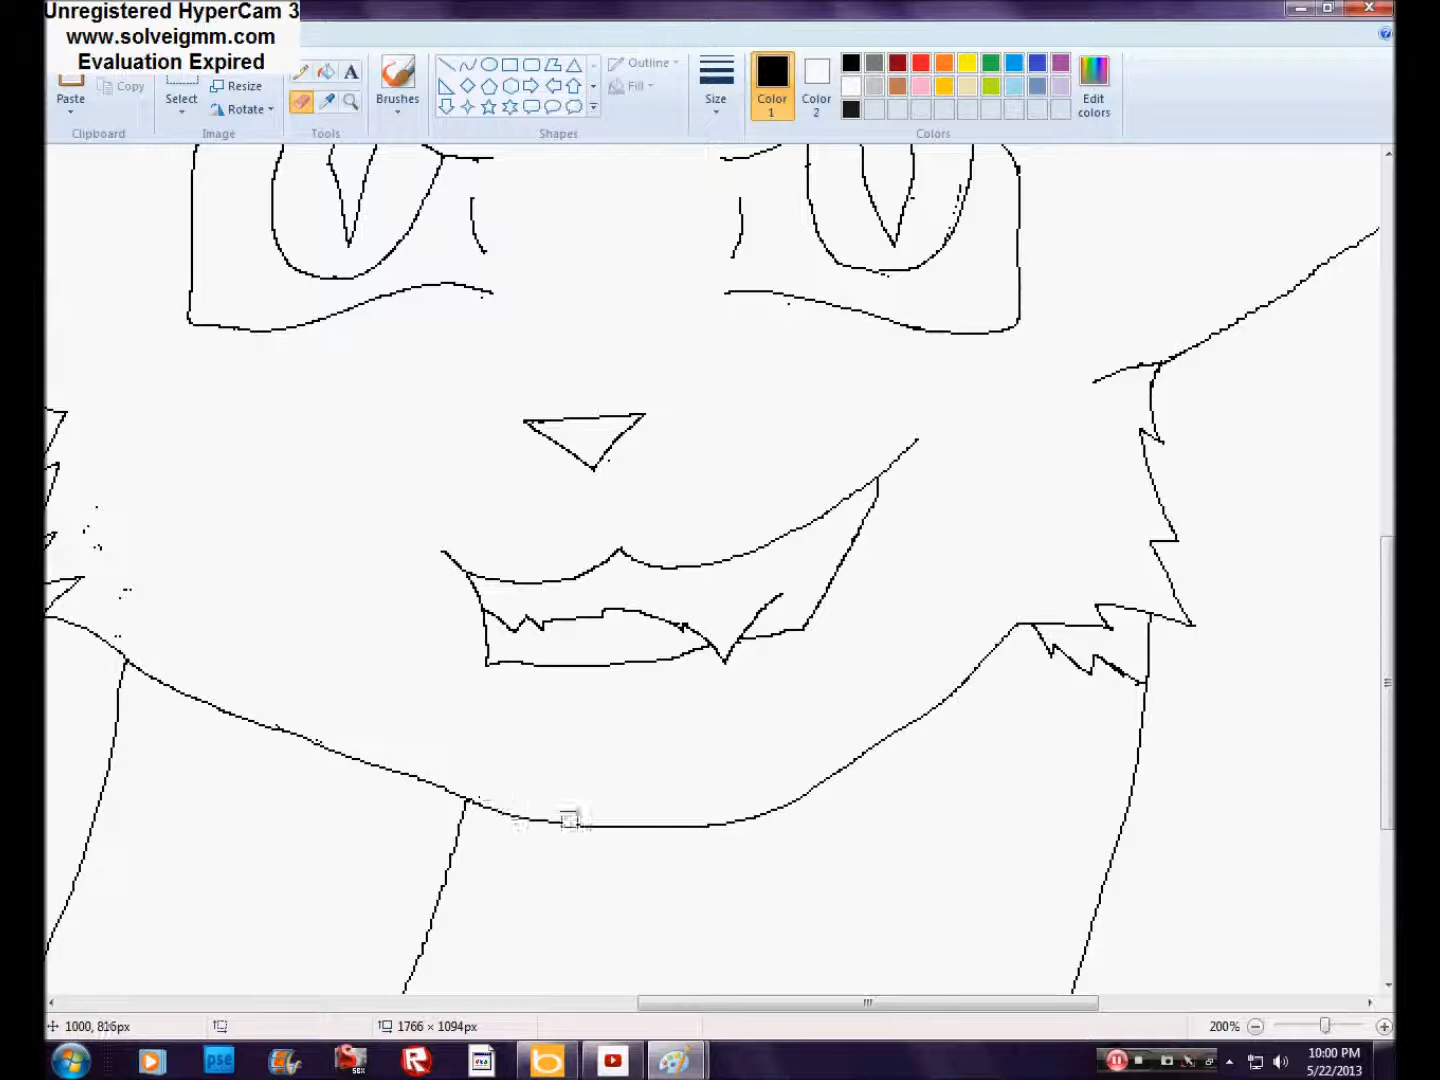 Unregistered HyperCam 3
www.solveigmm.com
Evaluation Expired
Paste
Copy
Select
Resize
Rotate
Brushes
Outline
Fill
Size
Color
1
Color
2
Edit
colors
Clipboard
Image
Tools
Shapes
Colors
1000, 816px
1766 × 1094px
200%
pse
10:00 PM
5/22/2013